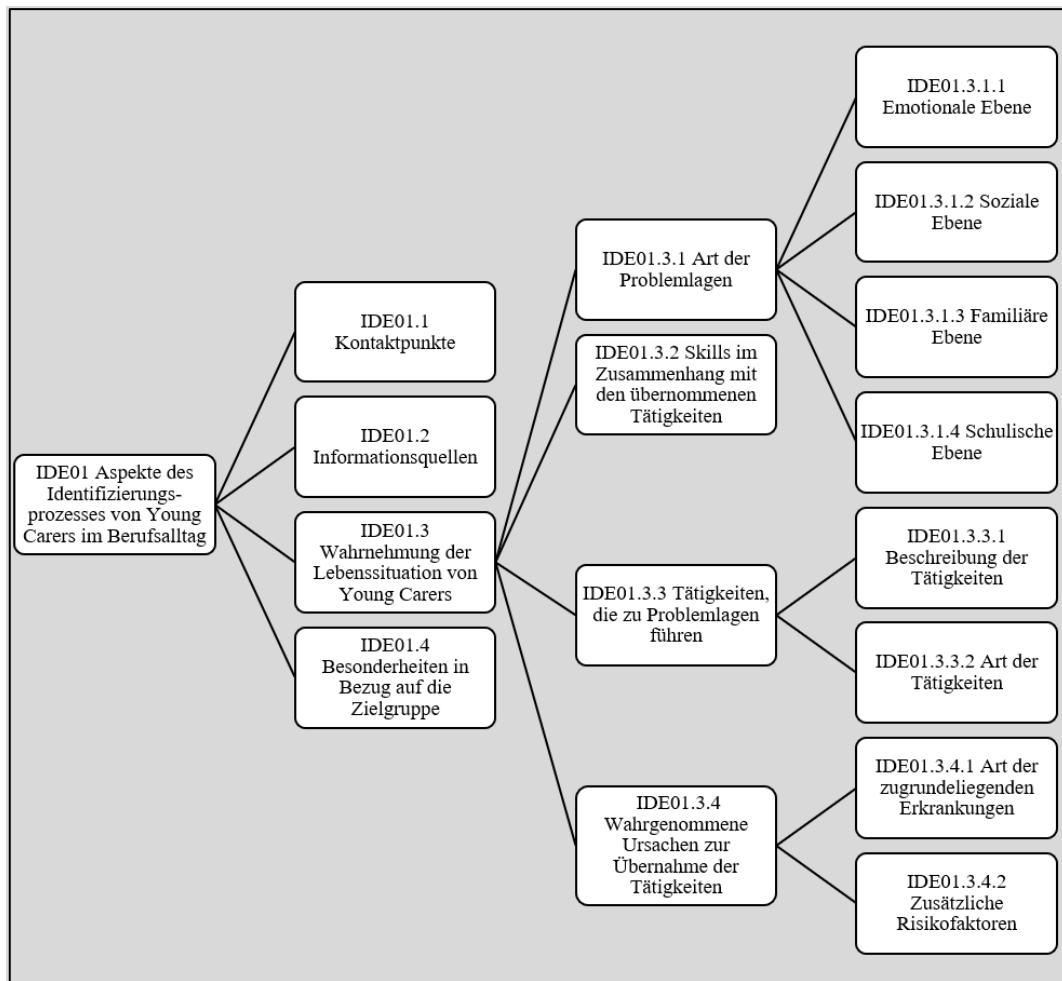 IDE01 Aspekte des
Identifizierungs-
prozesses von Young
Carers im Berufsalltag
IDE01.1
Kontaktpunkte
IDE01.2
Informationsquellen
IDE01.3
Wahrnehmung der
Lebenssituation von
Young Carers
IDE01.4
Besonderheiten in
Bezug auf die
Zielgruppe
IDE01.3.1 Art der
Problemlagen
IDE01.3.2 Skills im
Zusammenhang mit
den übernommenen
Tätigkeiten
IDE01.3.3 Tätigkeiten,
die zu Problemlagen
führen
IDE01.3.4
Wahrgenommene
Ursachen zur
Übernahme der
Tätigkeiten
IDE01.3.1.1
Emotionale Ebene
IDE01.3.1.2 Soziale
Ebene
IDE01.3.1.3 Familiäre
Ebene
IDE01.3.1.4 Schulische
Ebene
IDE01.3.3.1
Beschreibung der
Tätigkeiten
IDE01.3.3.2 Art der
Tätigkeiten
IDE01.3.4.1 Art der
zugrundeliegenden
Erkrankungen
IDE01.3.4.2
Zusätzliche
Risikofaktoren